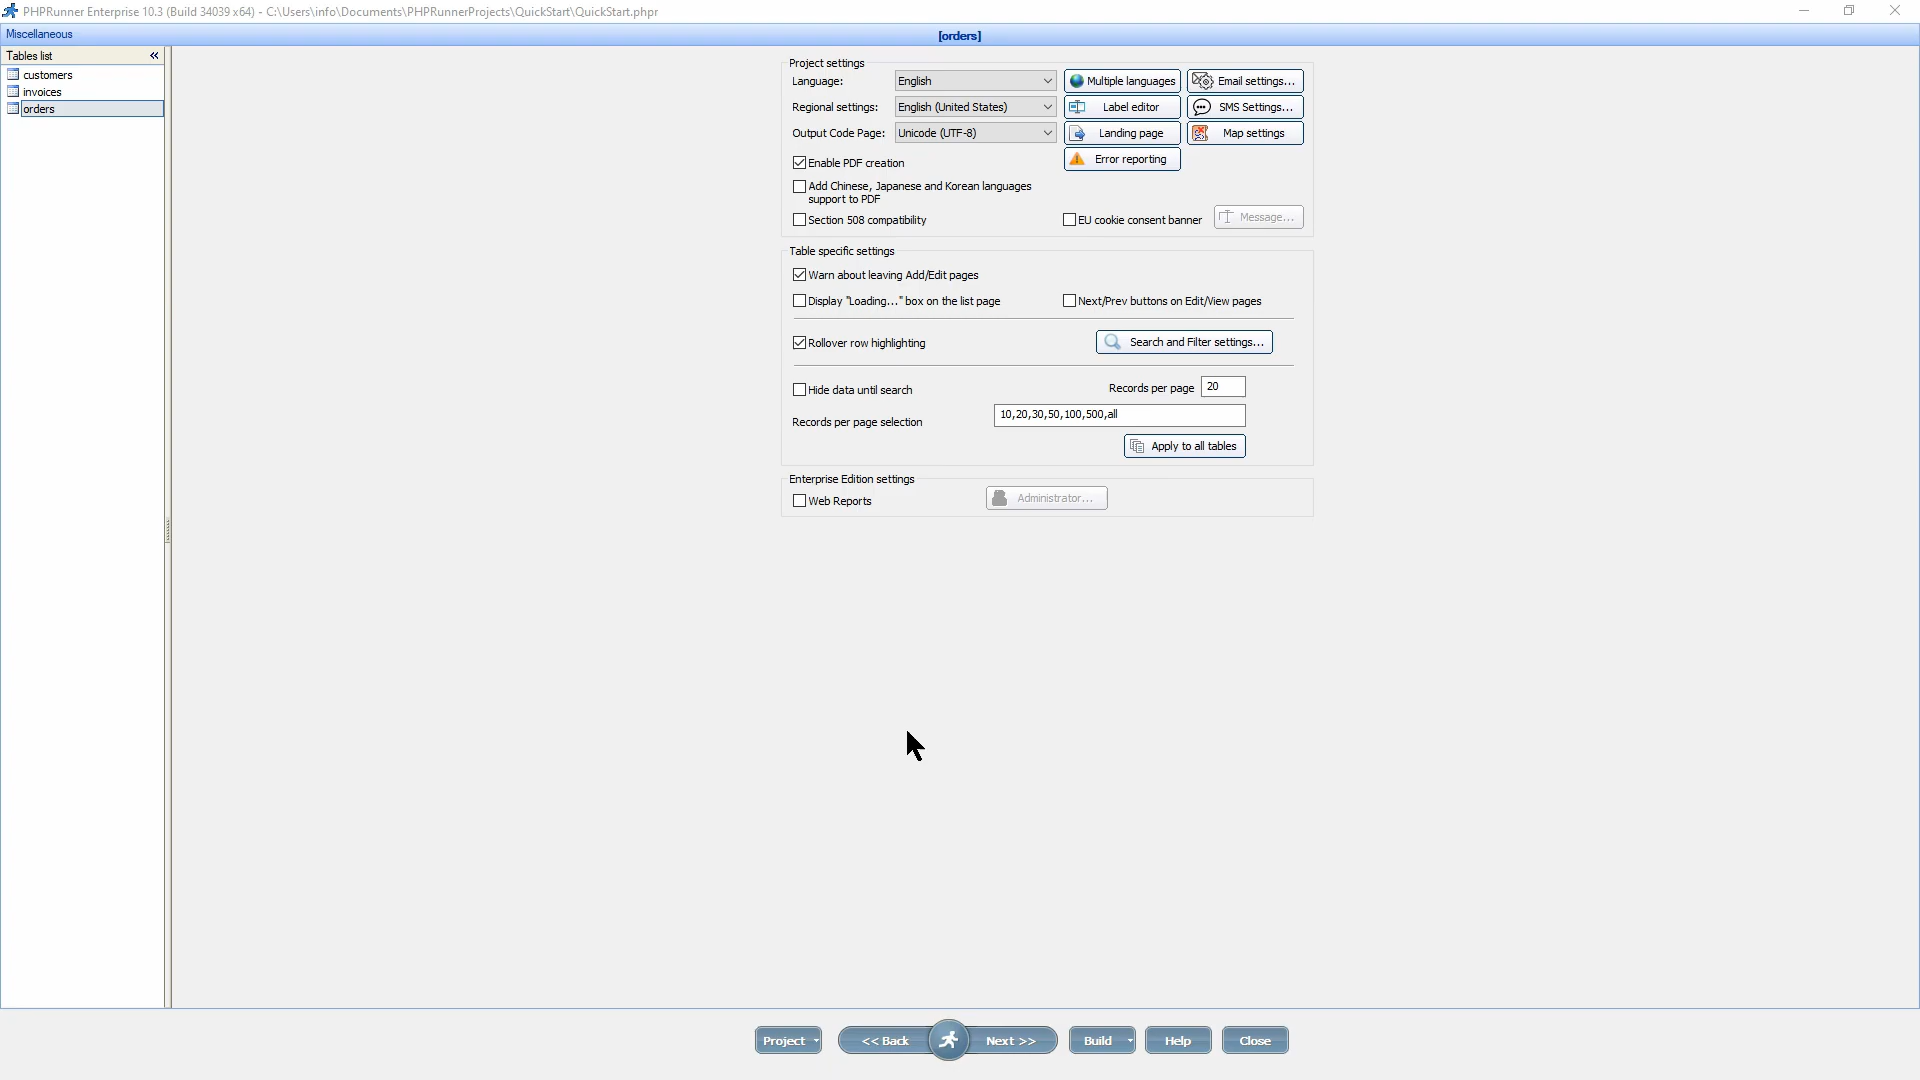 PHPRunner Enterprise 10.3 (Build 34039 x64) - C:\Users\info\Documents\PHPRunnerProjects\QuickStart\QuickStart.phpr
Miscellaneous
[orders]
Tables list
customers
invoices
orders
Project settings
Language:
English
Multiple languages
Email settings...
Regional settings:
English (United States)
Label editor
SMS Settings...
Output Code Page:
Unicode (UTF-8)
Landing page
Map settings
Enable PDF creation
Error reporting
Add Chinese, Japanese and Korean languages
support to PDF
Section 508 compatibility
EU cookie consent banner
Message...
Table specific settings
Warn about leaving Add/Edit pages
Display "Loading..." box on the list page
Next/Prev buttons on Edit/View pages
Rollover row highlighting
Search and Filter settings...
Hide data until search
Records per page
20
Records per page selection
10,20,30,50,100,500,all
Apply to all tables
Enterprise Edition settings
Web Reports
Administrator...
Project
<< Back
Next >>
Build
Help
Close